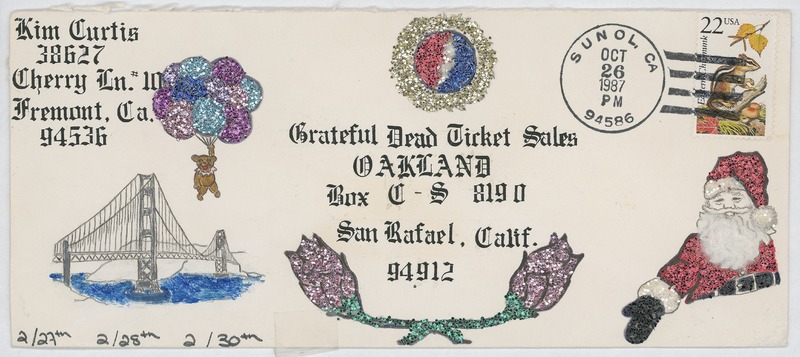 Kim Curtis
38627
Cherry Ln. #10
Fremont, Ca.
94536
SUNOL, CA
OCT
26
1987
PM
94586
22 USA
Grateful Dead Ticket Sales
OAKLAND
Box C-S 8190
San Rafael, Calif.
94912
2/27th 2/28th 2/30th